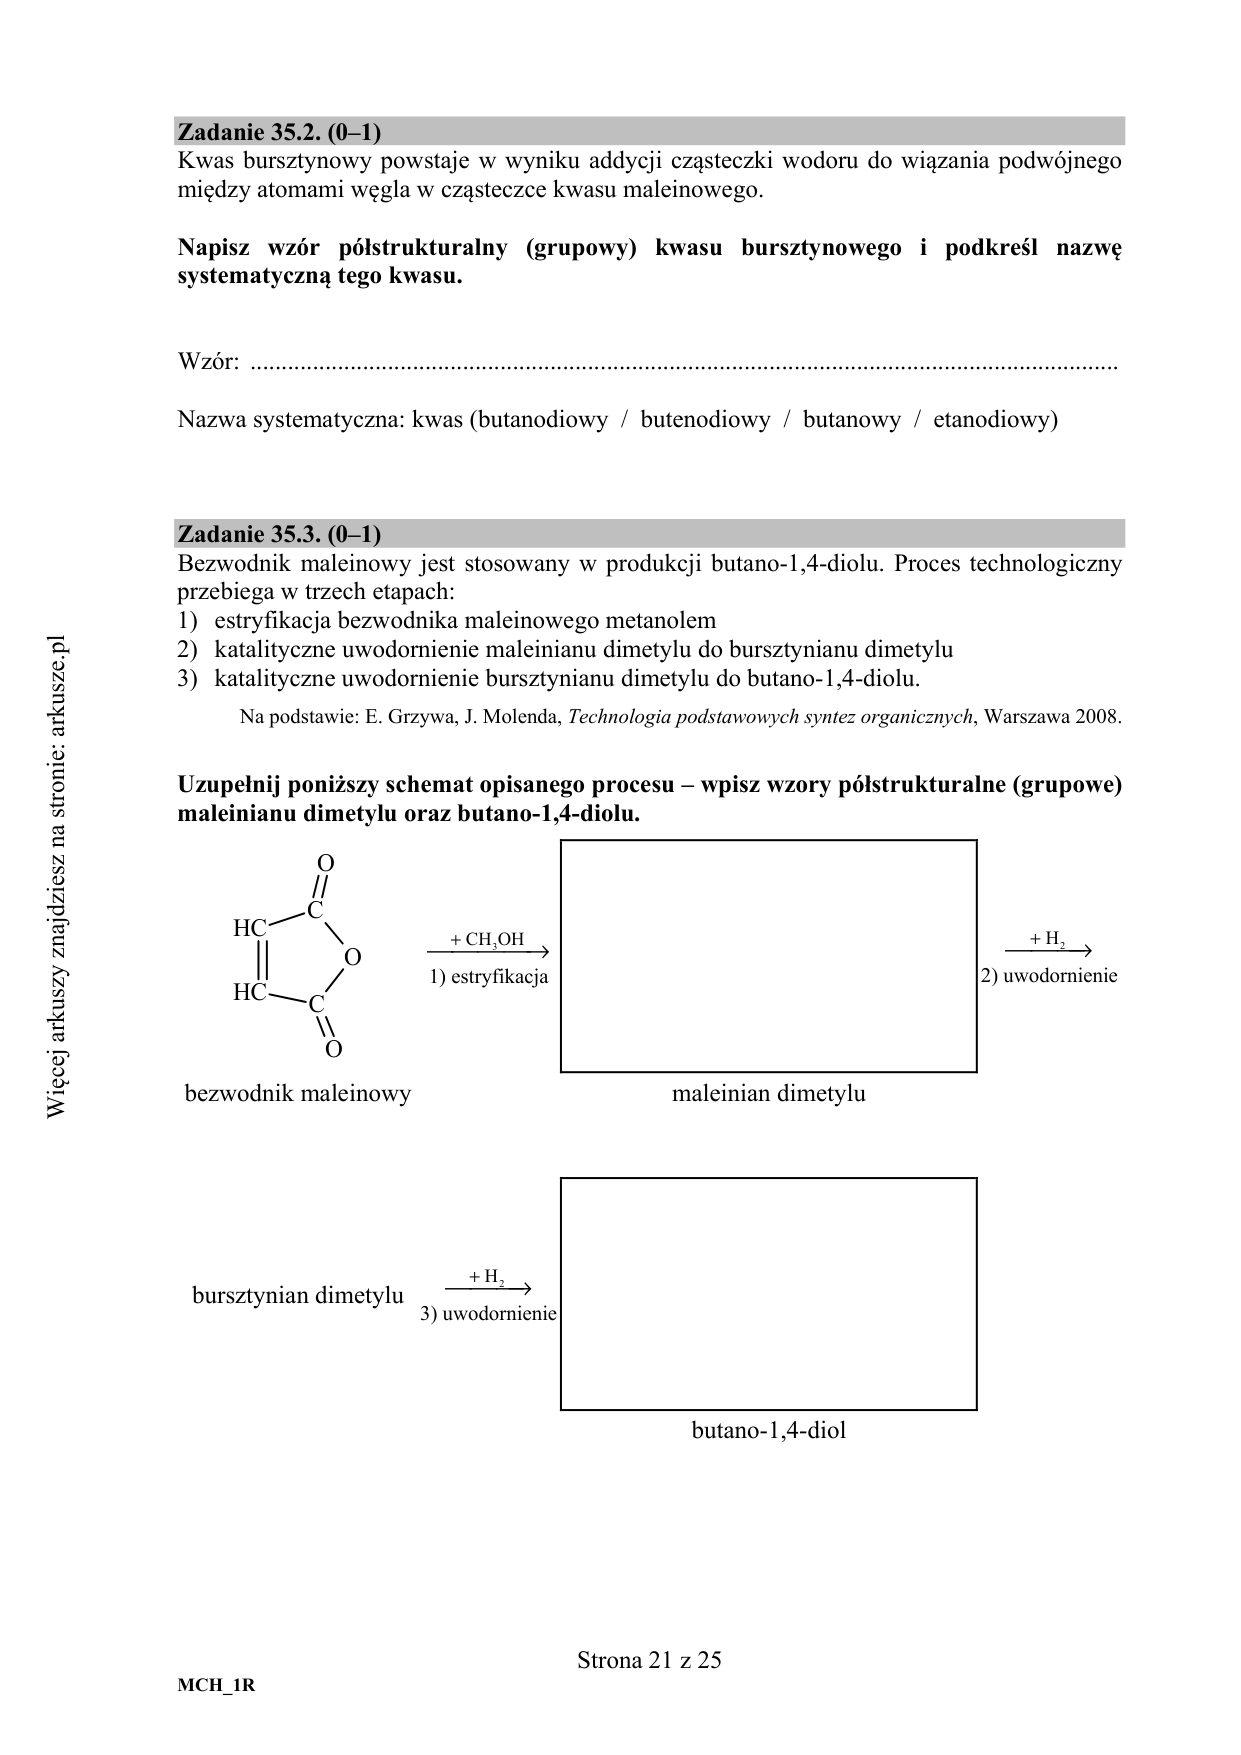 Zadanie 35.2. (0–1)
Kwas bursztynowy powstaje w wyniku addycji cząsteczki wodoru do wiązania podwójnego
między atomami węgla w cząsteczce kwasu maleinowego.
Napisz wzór półstrukturalny (grupowy) kwasu bursztynowego i podkreśl nazwę
systematyczną tego kwasu.
Wzór: ..........................................................................................................................................
Nazwa systematyczna: kwas (butanodiowy / butenodiowy / butanowy / etanodiowy)
Zadanie 35.3. (0–1)
Bezwodnik maleinowy jest stosowany w produkcji butano-1,4-diolu. Proces technologiczny
przebiega w trzech etapach:
1) estryfikacja bezwodnika maleinowego metanolem
2) katalityczne uwodornienie maleinianu dimetylu do bursztynianu dimetylu
3) katalityczne uwodornienie bursztynianu dimetylu do butano-1,4-diolu.
Na podstawie: E. Grzywa, J. Molenda, Technologia podstawowych syntez organicznych, Warszawa 2008.
Uzupełnij poniższy schemat opisanego procesu – wpisz wzory półstrukturalne (grupowe)
maleinianu dimetylu oraz butano-1,4-diolu.
O
C
HC
O
HC
C
O
+ CH₃OH
1) estryfikacja
+ H₂
2) uwodornienie
bezwodnik maleinowy
maleinian dimetylu
bursztynian dimetylu
+ H₂
3) uwodornienie
butano-1,4-diol
Strona 21 z 25
MCH_1R
Więcej arkuszy znajdziesz na stronie: arkusze.pl